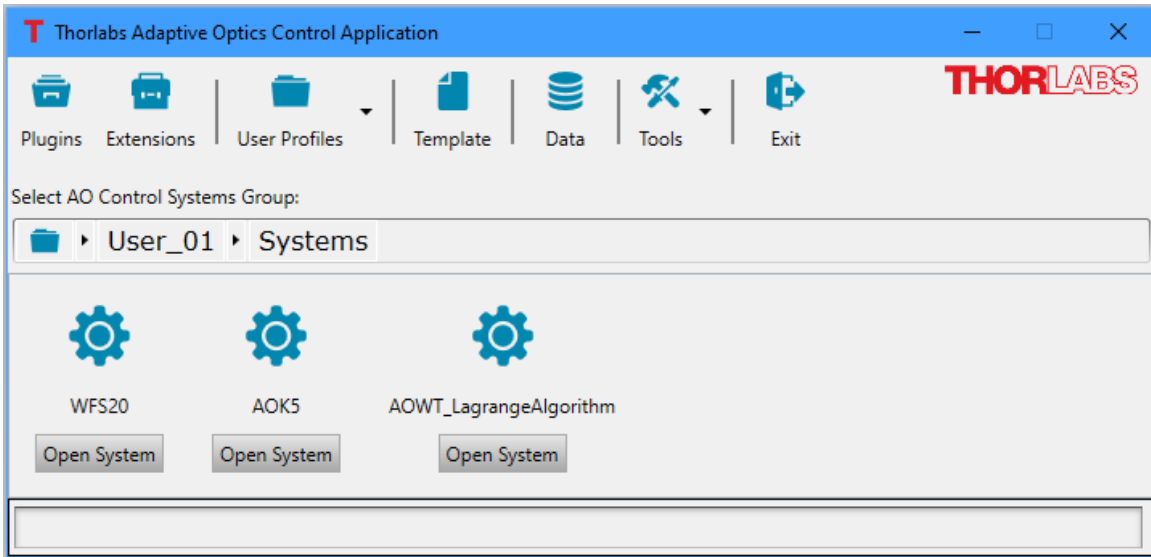 Thorlabs Adaptive Optics Control Application
THORLABS
Plugins Extensions User Profiles Template Data Tools Exit
Select AO Control Systems Group:
User_01 Systems
WFS20 AOK5 AOWT_LagrangeAlgorithm
Open System Open System Open System